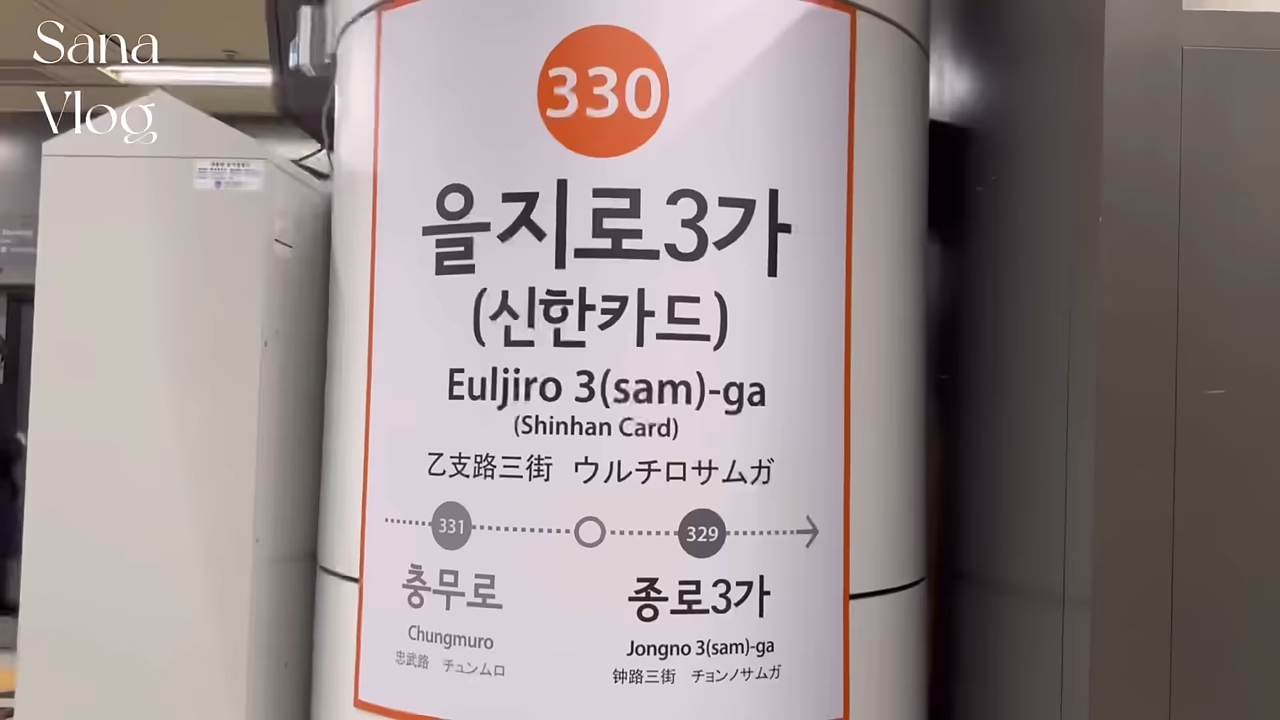 Sana
Vlog
330
을지로3가
(신한카드)
Euljiro 3(sam)-ga
(Shinhan Card)
乙支路三街 ウルチロサムガ
331 329
충무로 종로3가
Chungmuro Jongno 3(sam)-ga
忠武路 チュンムロ 钟路三街 チョンノサムガ